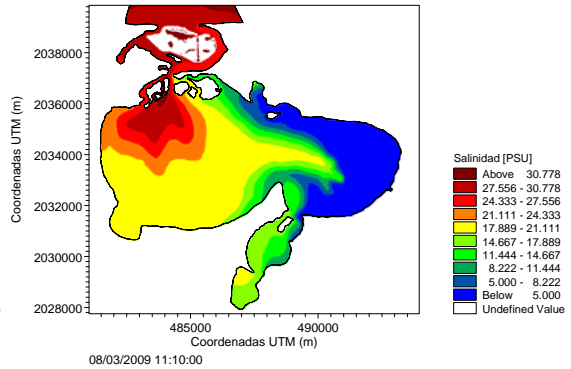 Coordenadas UTM (m)
2038000
2036000
2034000
2032000
2030000
2028000
485000
490000
Coordenadas UTM (m)
08/03/2009 11:10:00
Salinidad [PSU]
Above 30.778
27.556 - 30.778
24.333 - 27.556
21.111 - 24.333
17.889 - 21.111
14.667 - 17.889
11.444 - 14.667
8.222 - 11.444
5.000 - 8.222
Below 5.000
Undefined Value